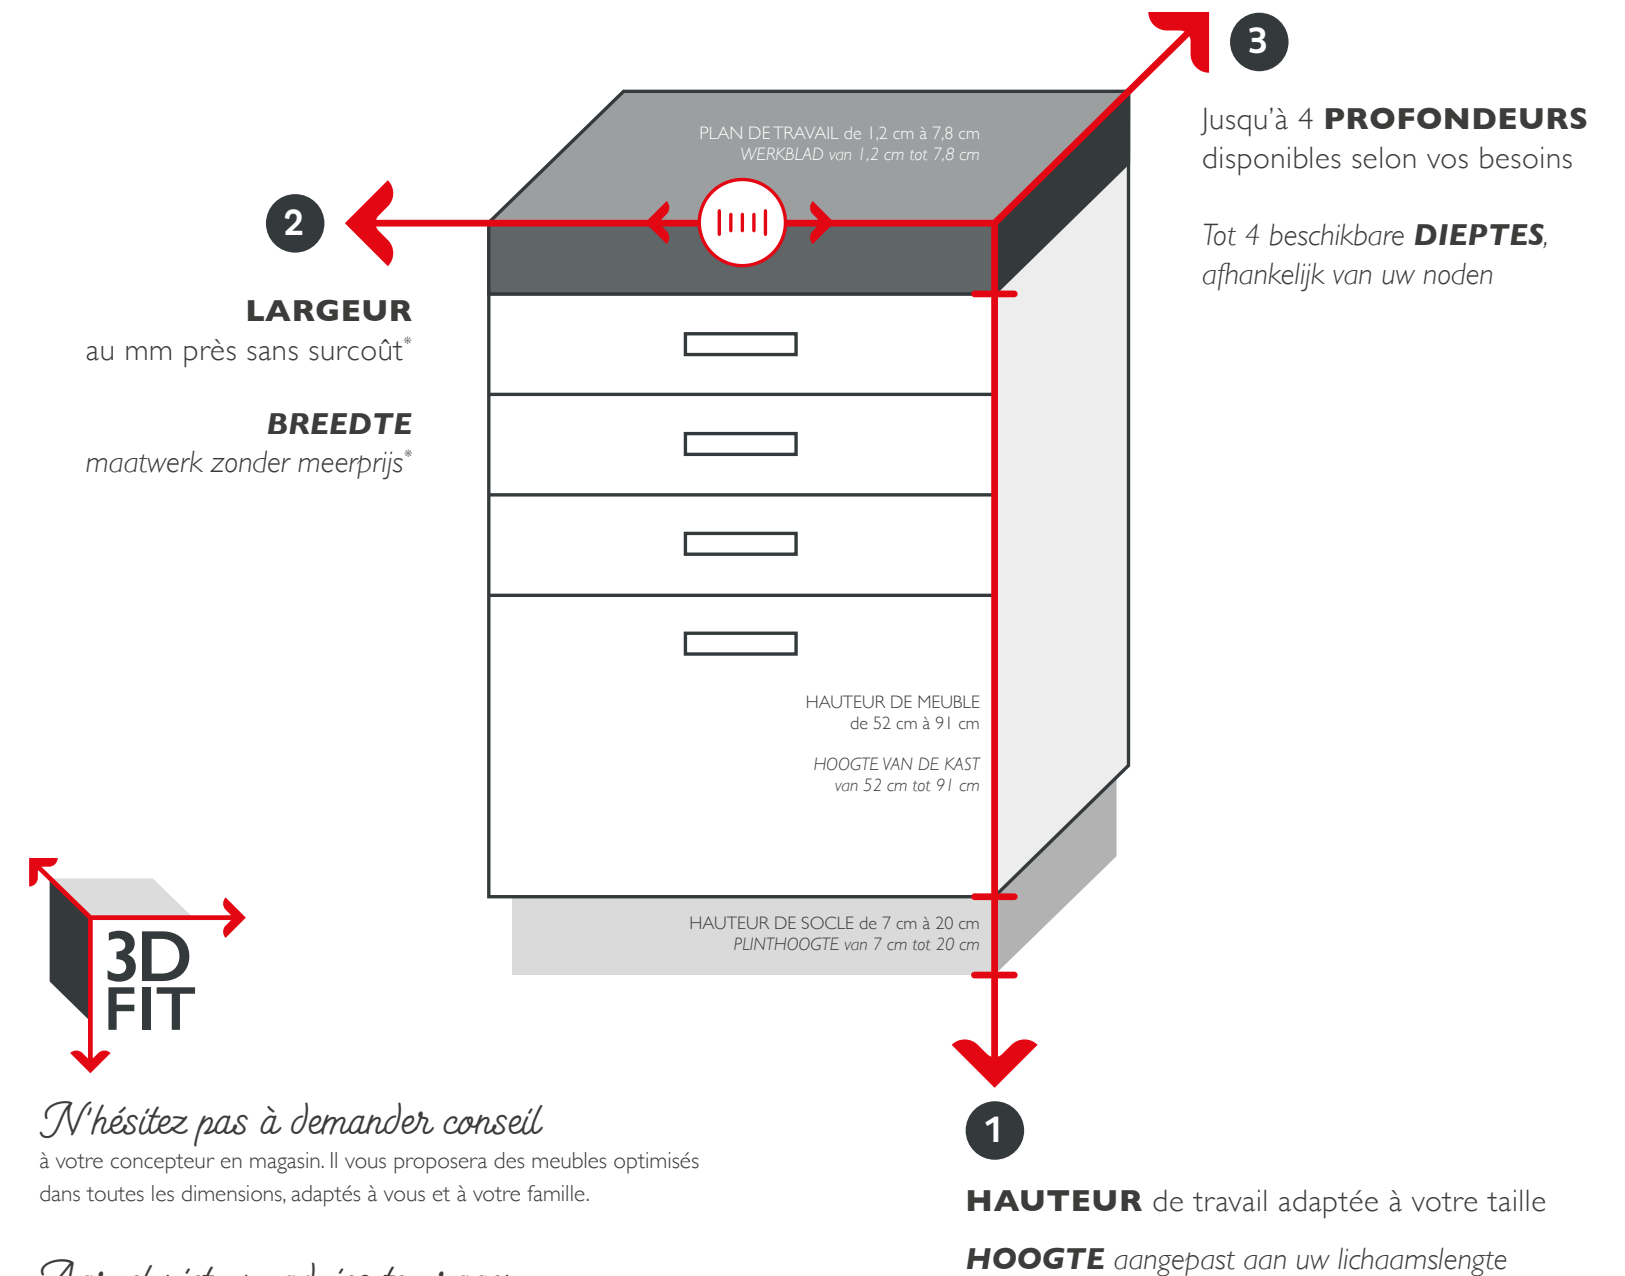 3
Jusqu'à 4 PROFONDEURS
disponibles selon vos besoins
Tot 4 beschikbare DIEPTES,
afhankelijk van uw noden
PLAN DE TRAVAIL de 1,2 cm à 7,8 cm
WERKBLAD van 1,2 cm tot 7,8 cm
2
LARGEUR
au mm près sans surcoût*
BREEDTE
maatwerk zonder meerprijs*
HAUTEUR DE MEUBLE
de 52 cm à 91 cm
HOOGTE VAN DE KAST
van 52 cm tot 91 cm
HAUTEUR DE SOCLE de 7 cm à 20 cm
PLINTHOOGTE van 7 cm tot 20 cm
3D
FIT
N'hésitez pas à demander conseil
à votre concepteur en magasin. Il vous proposera des meubles optimisés
dans toutes les dimensions, adaptés à vous et à votre famille.
1
HAUTEUR de travail adaptée à votre taille
HOOGTE aangepast aan uw lichaamslengte